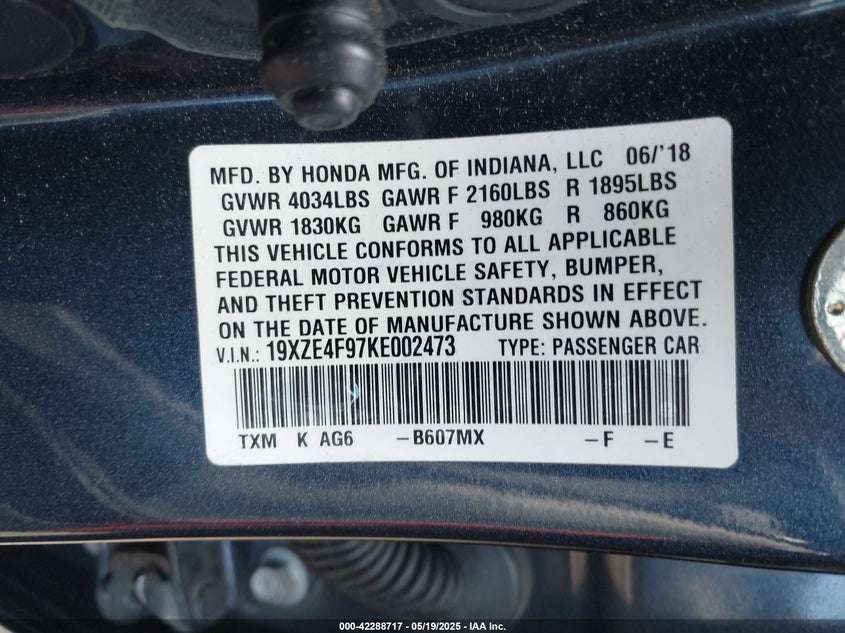 MFD. BY HONDA MFG. OF INDIANA, LLC 06/'18
GVWR 4034LBS GAWR F 2160LBS R 1895LBS
GVWR 1830KG GAWR F 980KG R 860KG
THIS VEHICLE CONFORMS TO ALL APPLICABLE
FEDERAL MOTOR VEHICLE SAFETY, BUMPER,
AND THEFT PREVENTION STANDARDS IN EFFECT
ON THE DATE OF MANUFACTURE SHOWN ABOVE.
V.I.N.: 19XZE4F97KE002473 TYPE: PASSENGER CAR
TXM K AG6 –B607MX –F –E
000-42288717 — 05/19/2025 — IAA Inc.